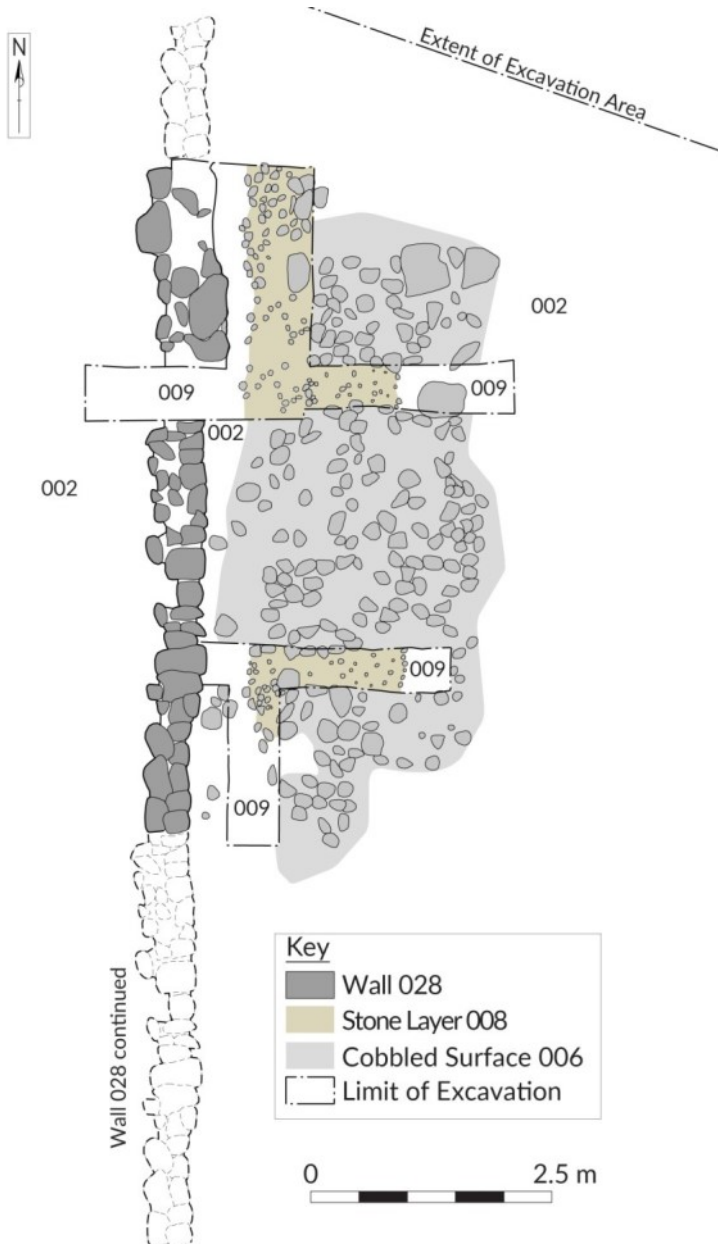 N
Extent of Excavation Area
002
009
009
002
002
009
009
Wall 028 continued
Key
Wall 028
Stone Layer 008
Cobbled Surface 006
Limit of Excavation
0 2.5 m